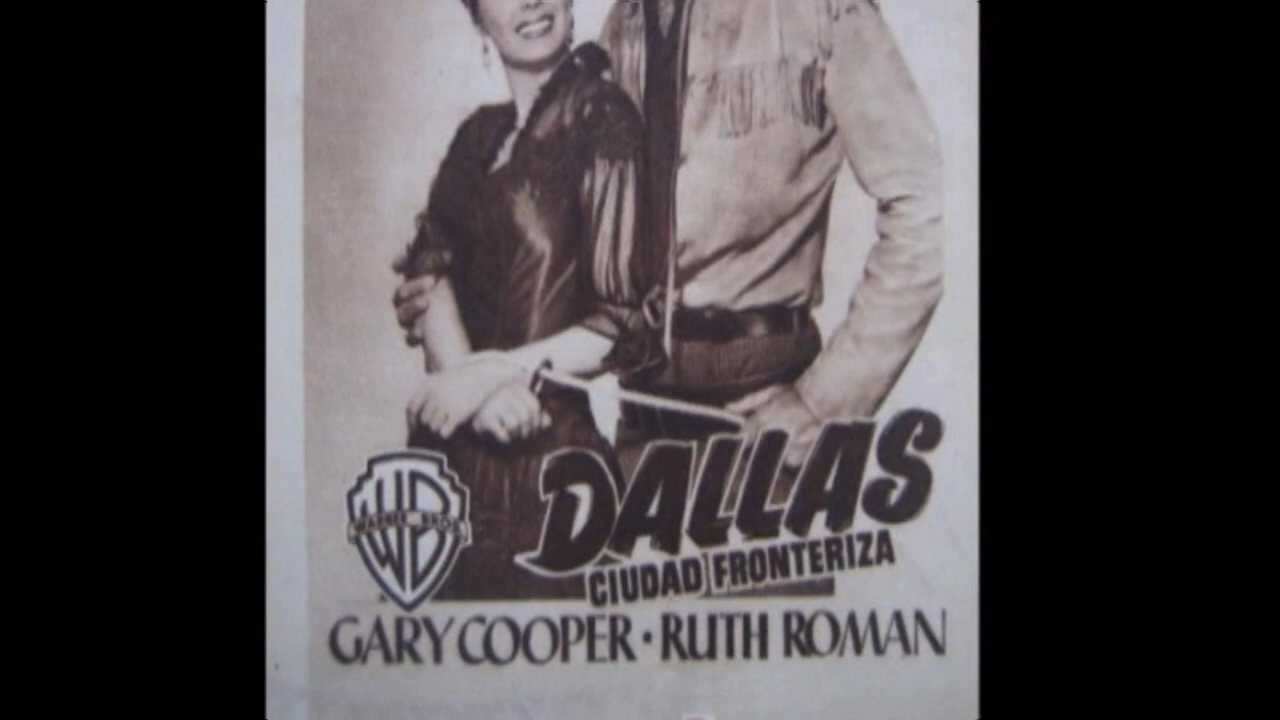 WB
WARNER BROS
DALLAS
CIUDAD FRONTERIZA
GARY COOPER · RUTH ROMAN